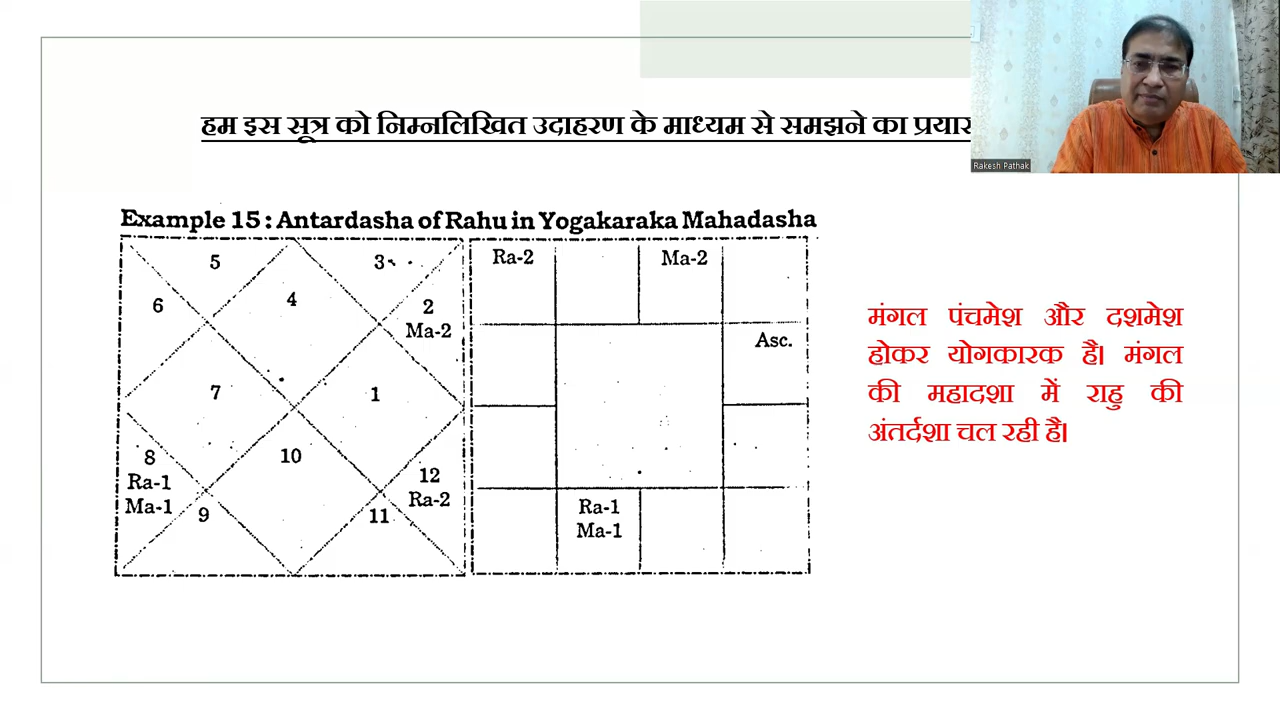 हम इस सूत्र को निम्नलिखित उदाहरण के माध्यम से समझने का
Rakesh Pathak
Example 15 : Antardasha of Rahu in Yogakaraka Mahadasha
5
3
6
4
2
Ma-2
7
1
8
Ra-1
Ma-1
10
12
Ra-2
9
11
Ra-2
Ma-2
Asc.
Ra-1
Ma-1
मंगल पंचमेश और दशमेश
होकर योगकारक है। मंगल
की महादशा में राहु की
अंतर्दशा चल रही है।